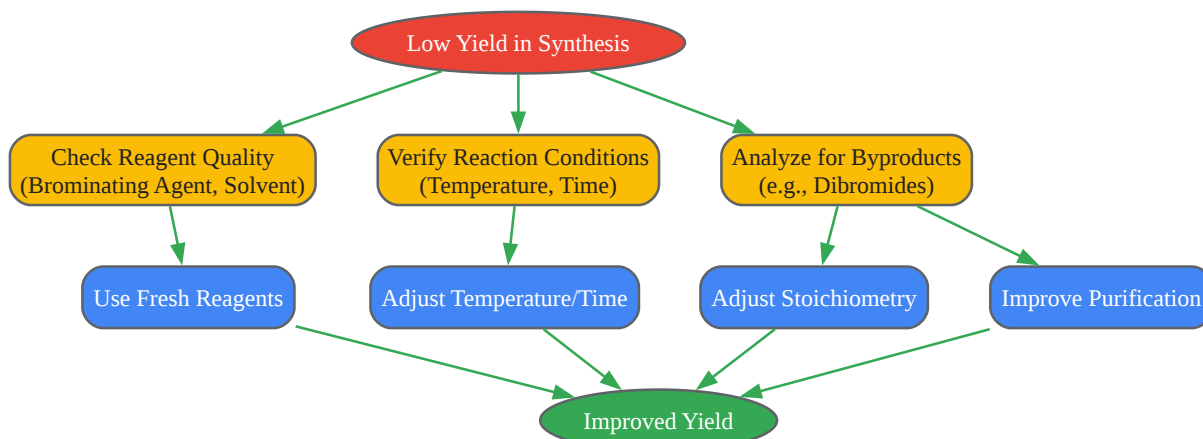 Low Yield in Synthesis
Check Reagent Quality
(Brominating Agent, Solvent)
Verify Reaction Conditions
(Temperature, Time)
Analyze for Byproducts
(e.g., Dibromides)
Use Fresh Reagents
Adjust Temperature/Time
Adjust Stoichiometry
Improve Purification
Improved Yield